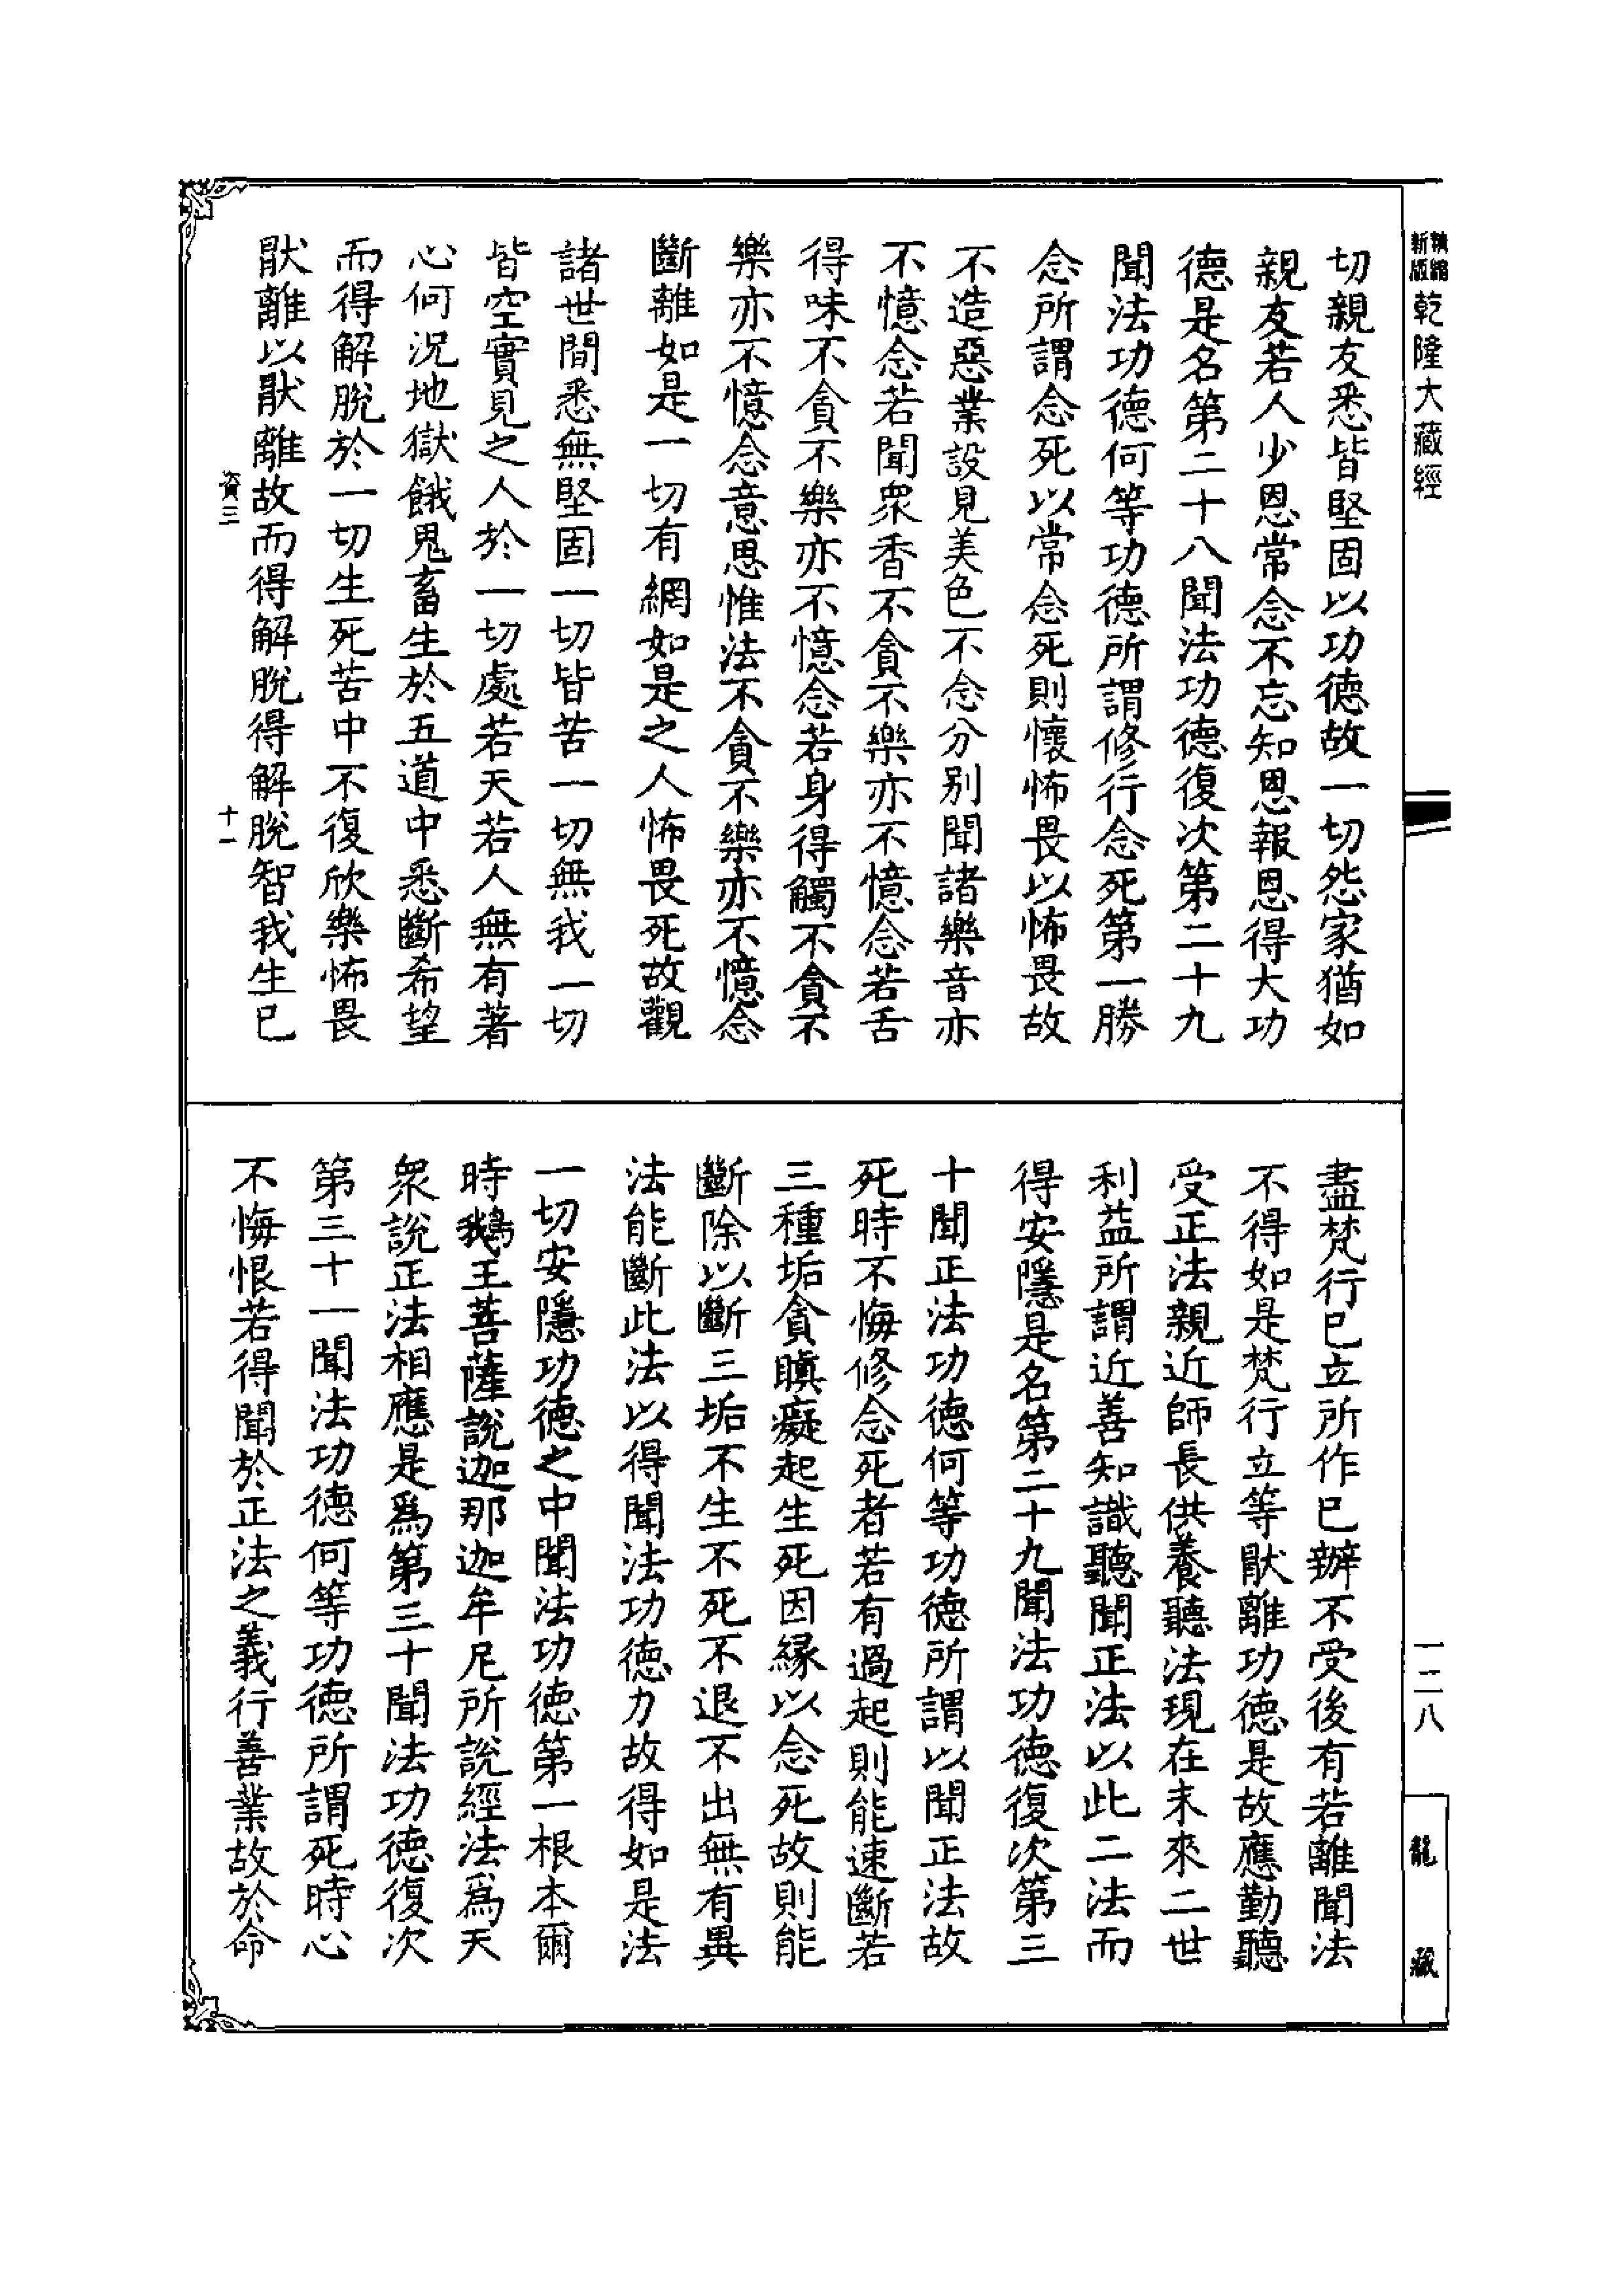 新編縮版乾隆大藏經
切親友悉皆堅固以功德故一切怨家猶如
親友若人少恩常念不忘知恩報恩得大功
德是名第二十八聞法功德復次第二十九
聞法功德何等功德所謂修行念死第一勝
念所謂念死以常念死則懷怖畏以怖畏故
不造惡業設見美色不念分別聞諸樂音亦
不憶念若聞衆香不貪不樂亦不憶念若舌
得味不貪不樂亦不憶念若身得觸不貪不
樂亦不憶念意思惟法不貪不樂亦不憶念
斷離如是一切有網如是之人怖畏死故觀
諸世間悉無堅固一切皆苦一切無我一切
皆空實見之人於一切處若天若人無有著
心何況地獄餓鬼畜生於五道中悉斷希望
而得解脫於一切生死苦中不復欣樂怖畏
猒離以猒離故而得解脫得解脫智我生已
資三
十一
盡梵行已立所作已辦不受後有若離聞法
不得如是梵行立等猒離功德是故應勤聽
受正法親近師長供養聽法現在未來二世
利益所謂近善知識聽聞正法以此二法而
得安隱是名第二十九聞法功德復次第三
十聞正法功德何等功德所謂以聞正法故
死時不悔修念死者若有過起則能速斷若
三種垢貪瞋癡起生死因緣以念死故則能
斷除以斷三垢不生不死不退不出無有異
法能斷此法以得聞法功德力故得如是法
一切安隱功德之中聞法功德第一根本爾
時鵝王菩薩說迦那迦牟尼所說經法爲天
衆說正法相應是爲第三十聞法功德復次
第三十一聞法功德何等功德所謂死時心
不悔恨若得聞於正法之義行善業故於命
一二八
龍藏